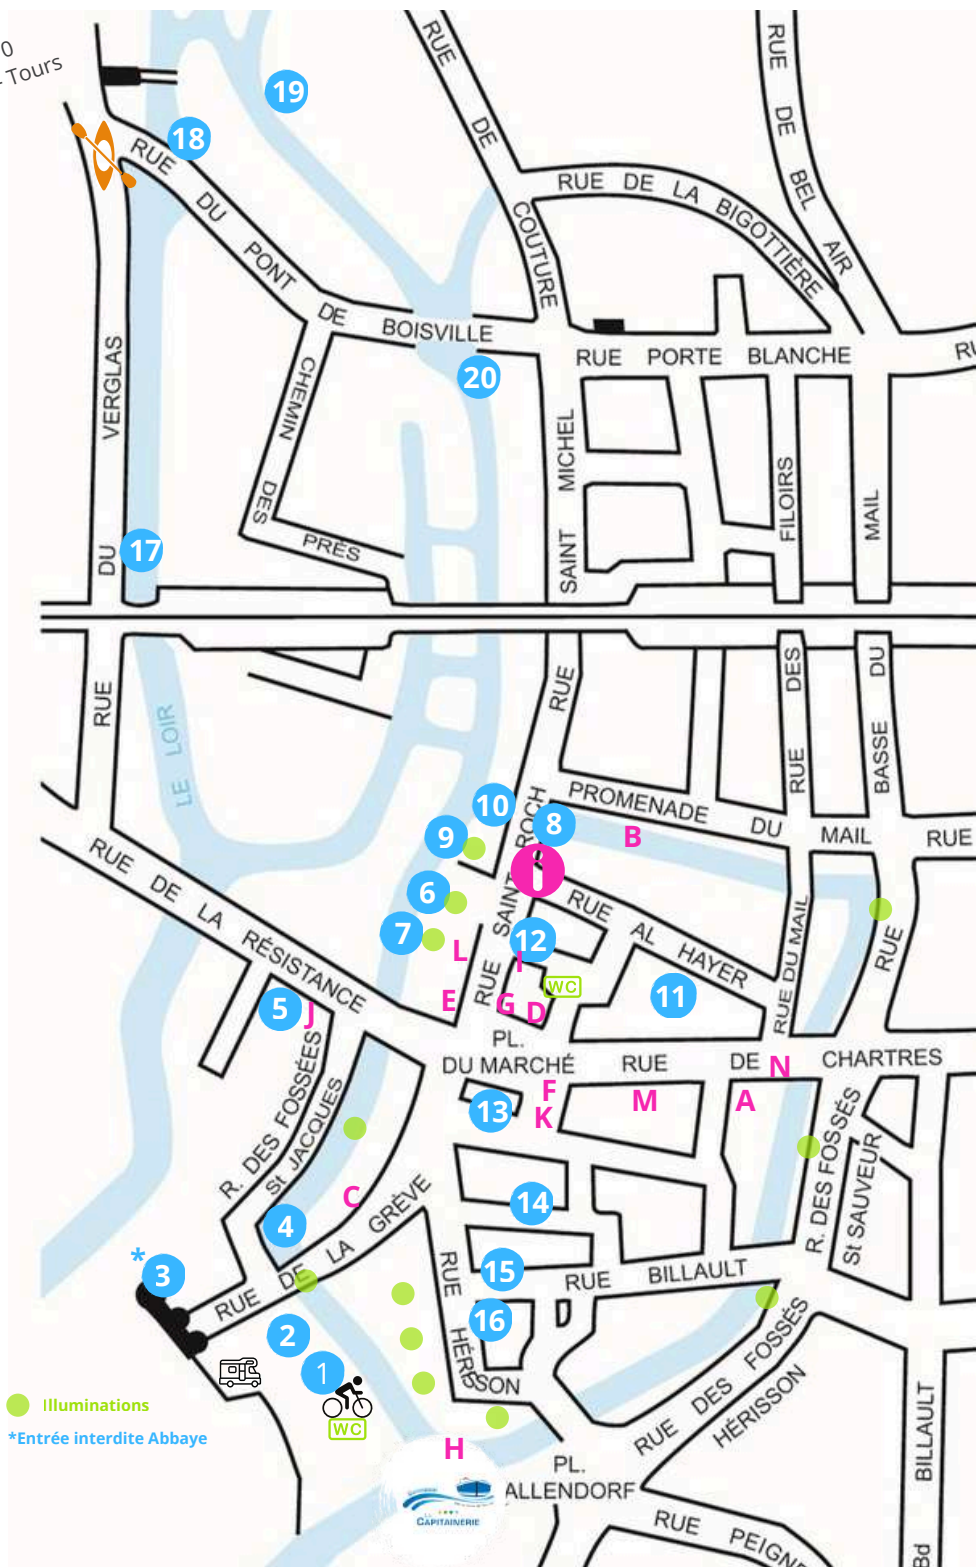 0
- Tours
19
18
RUE DU PONT DE BOISVILLE
RUE DE COUTURE
RUE DE BEL AIR
RUE DE LA BIGOTTIÈRE
RUE PORTE BLANCHE
RU
20
CHEMIN DES PRÈS
RUE DU VERGLAS
17
RUE SAINT MICHEL
RUE DES FILOIRS
BASSE DU MAIL
LE LOIR
PROMENADE DU MAIL
RUE
10
8
9
B
6
7
RUE SAINT ROCH
RUE AL HAYER
RUE DU MAIL
RUE
12
L
I
WC
11
E
G
D
RUE DE LA RÉSISTANCE
5
J
PL.
DU MARCHÉ
RUE DE CHARTRES
N
F
K
M
A
13
R. DES FOSSÉES
St JACQUES
R. DES FOSSÉS
St SAUVEUR
C
14
4
RUE DE LA GRÈVE
*
3
15
RUE BILLAULT
16
RUE HÉRISSON
2
1
RUE DES FOSSÉS
HÉRISSON
Illuminations
WC
*Entrée interdite Abbaye
H
PL.
ALLENDORF
CAPITAINERIE
RUE PEIGN
Bd BILLAULT